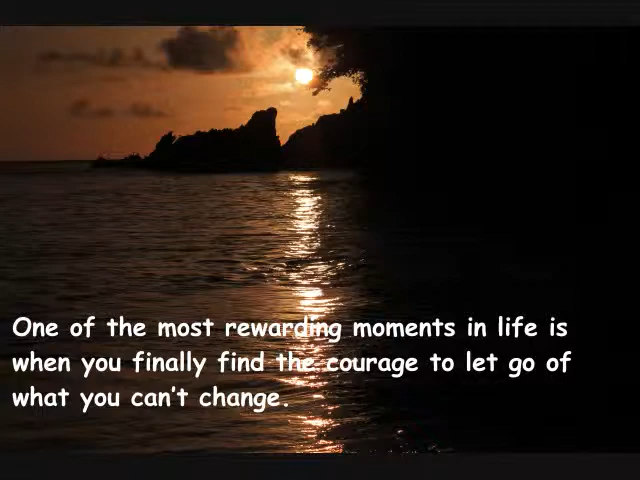 One of the most rewarding moments in life is
when you finally find the courage to let go of
what you can't change.